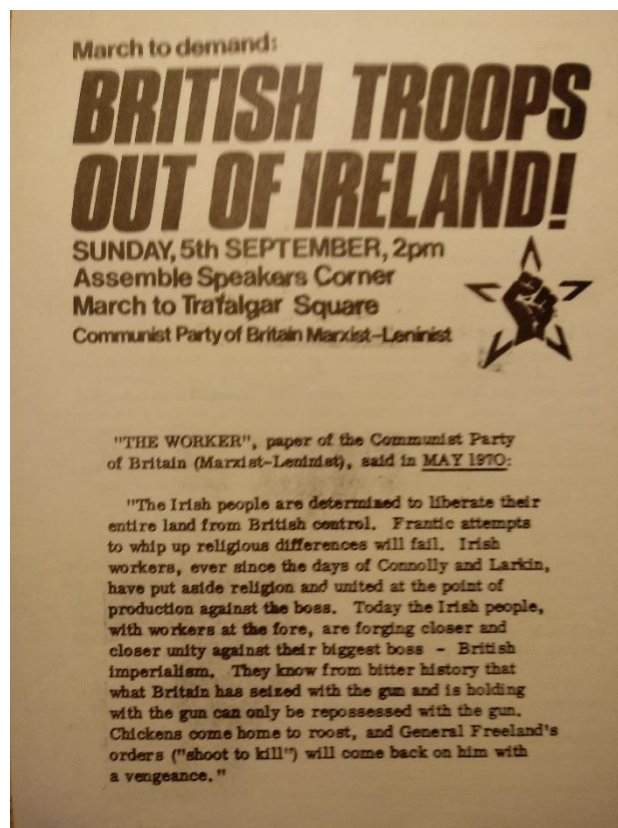 March to demand:
BRITISH TROOPS
OUT OF IRELAND!
SUNDAY, 5th SEPTEMBER, 2pm
Assemble Speakers Corner
March to Trafalgar Square
Communist Party of Britain Marxist-Leninist
"THE WORKER", paper of the Communist Party
of Britain (Marxist-Leninist), said in MAY 1970:
"The Irish people are determined to liberate their
entire land from British control. Frantic attempts
to whip up religious differences will fail. Irish
workers, ever since the days of Connolly and Larkin,
have put aside religion and united at the point of
production against the boss. Today the Irish people,
with workers at the fore, are forging closer and
closer unity against their biggest boss - British
imperialism. They know from bitter history that
what Britain has seized with the gun and is holding
with the gun can only be repossessed with the gun.
Chickens come home to roost, and General Freeland's
orders ("shoot to kill") will come back on him with
a vengeance."